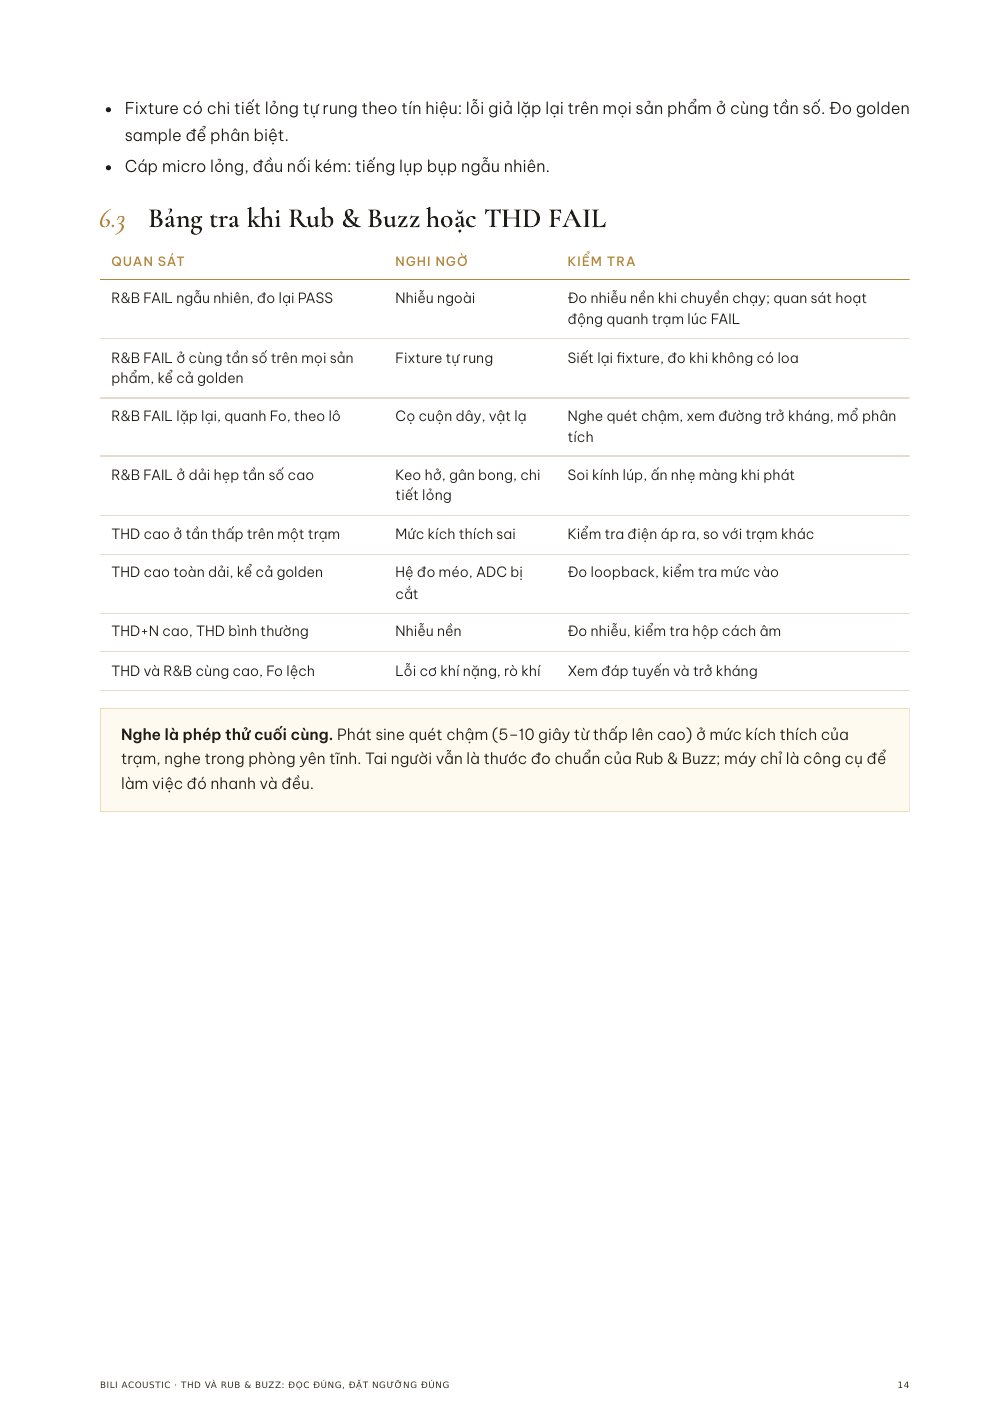 • Fixture có chi tiết lỏng tự rung theo tín hiệu: lỗi giả lặp lại trên mọi sản phẩm ở cùng tần số. Đo golden
sample để phân biệt.
• Cáp micro lỏng, đầu nối kém: tiếng lụp bụp ngẫu nhiên.
6.3 Bảng tra khi Rub & Buzz hoặc THD FAIL
QUAN SÁT NGHI NGỜ KIỂM TRA
R&B FAIL ngẫu nhiên, đo lại PASS Nhiễu ngoài Đo nhiễu nền khi chuyền chạy; quan sát hoạt
động quanh trạm lúc FAIL
R&B FAIL ở cùng tần số trên mọi sản Fixture tự rung Siết lại fixture, đo khi không có loa
phẩm, kể cả golden
R&B FAIL lặp lại, quanh Fo, theo lô Cọ cuộn dây, vật lạ Nghe quét chậm, xem đường trở kháng, mổ phân
tích
R&B FAIL ở dải hẹp tần số cao Keo hở, gân bong, chi Soi kính lúp, ấn nhẹ màng khi phát
tiết lỏng
THD cao ở tần thấp trên một trạm Mức kích thích sai Kiểm tra điện áp ra, so với trạm khác
THD cao toàn dải, kể cả golden Hệ đo méo, ADC bị Đo loopback, kiểm tra mức vào
cắt
THD+N cao, THD bình thường Nhiễu nền Đo nhiễu, kiểm tra hộp cách âm
THD và R&B cùng cao, Fo lệch Lỗi cơ khí nặng, rò khí Xem đáp tuyến và trở kháng
Nghe là phép thử cuối cùng. Phát sine quét chậm (5–10 giây từ thấp lên cao) ở mức kích thích của
trạm, nghe trong phòng yên tĩnh. Tai người vẫn là thước đo chuẩn của Rub & Buzz; máy chỉ là công cụ để
làm việc đó nhanh và đều.
BILI ACOUSTIC · THD VÀ RUB & BUZZ: ĐỌC ĐÚNG, ĐẶT NGƯỠNG ĐÚNG 14